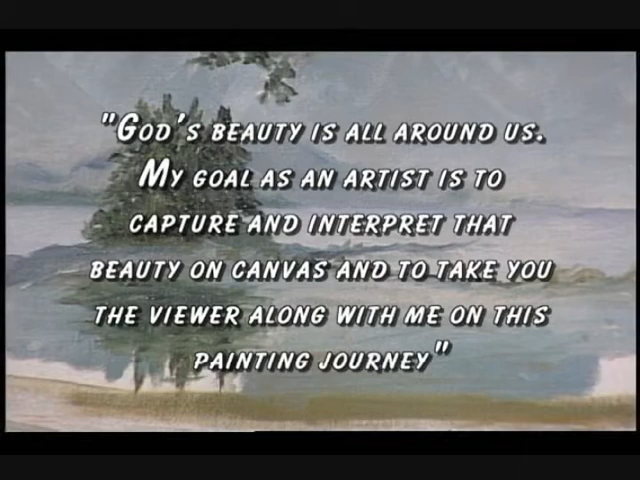 "God's beauty is all around us.
My goal as an artist is to
capture and interpret that
beauty on canvas and to take you
the viewer along with me on this
painting journey"